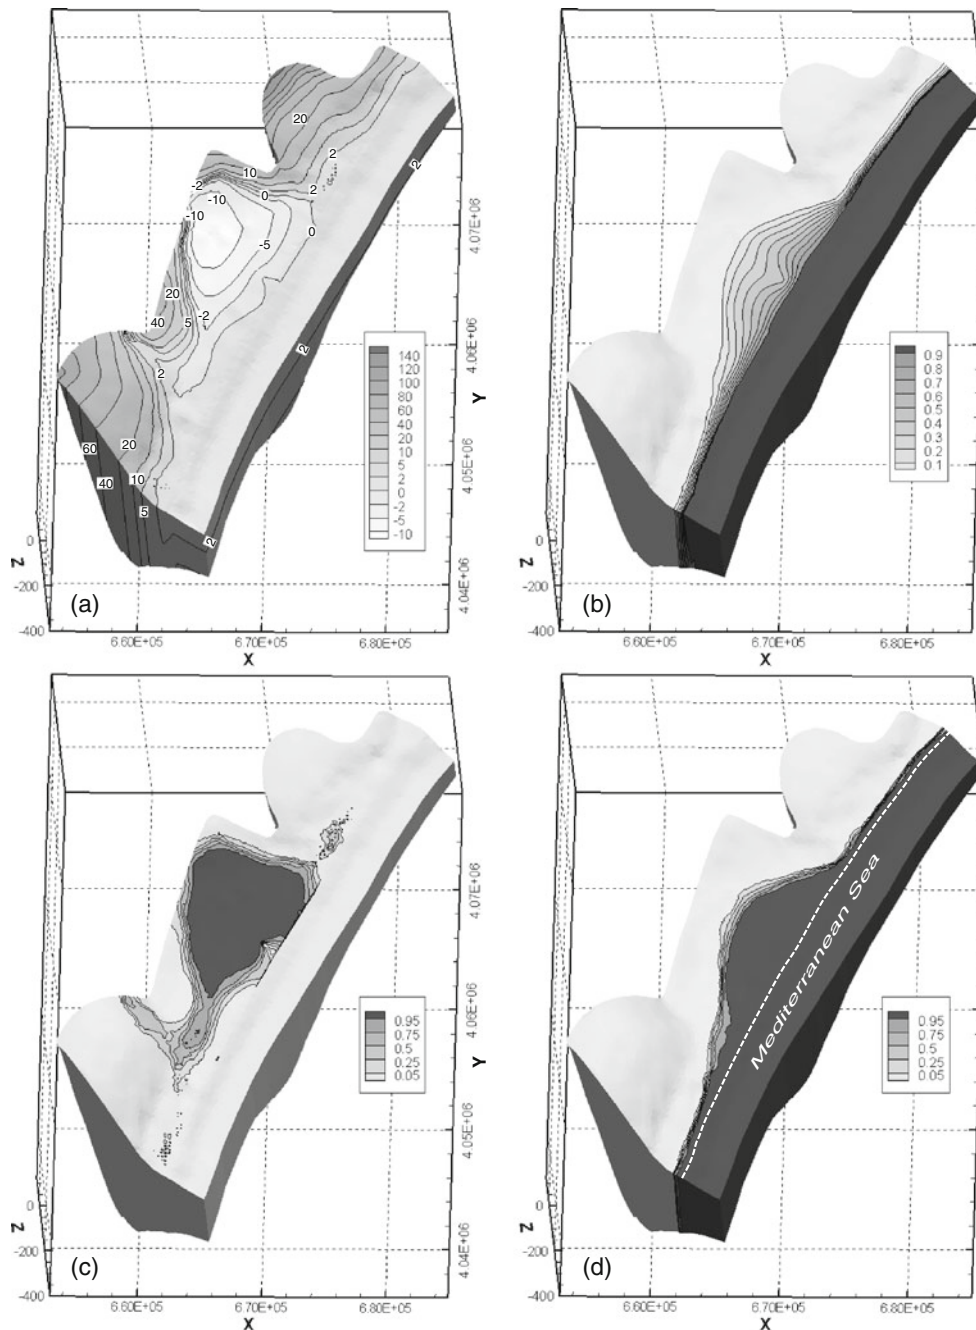 20
10
2
-2
-10
0
2
-10
-5
0
2
20
40
5
-2
2
2
60
20
40
10
5
2
140
120
100
80
60
40
20
10
5
2
0
-2
-5
-10
4.07E+06
4.06E+06
Y
4.05E+06
4.04E+06
Z
0
-200
-400
6.60E+05
6.70E+05
6.80E+05
X
(a)
0.9
0.8
0.7
0.6
0.5
0.4
0.3
0.2
0.1
Z
0
-200
-400
6.60E+05
6.70E+05
6.80E+05
X
(b)
0.95
0.75
0.5
0.25
0.05
4.07E+06
4.06E+06
Y
4.05E+06
4.04E+06
Z
0
-200
-400
6.60E+05
6.70E+05
6.80E+05
X
(c)
Mediterranean Sea
0.95
0.75
0.5
0.25
0.05
Z
0
-200
-400
6.60E+05
6.70E+05
6.80E+05
X
(d)